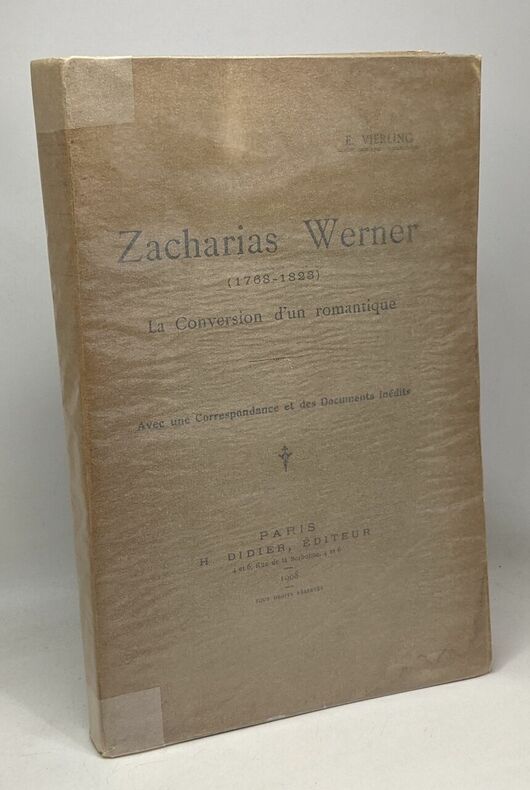 E. VIERLING
Zacharias Werner
(1768-1823)
La Conversion d'un romantique
Avec une Correspondance et des Documents Inédits
PARIS
H. DIDIER, ÉDITEUR
4 et 6, Rue de la Sorbonne, 4 et 6
1908
TOUT DROITS RÉSERVÉS